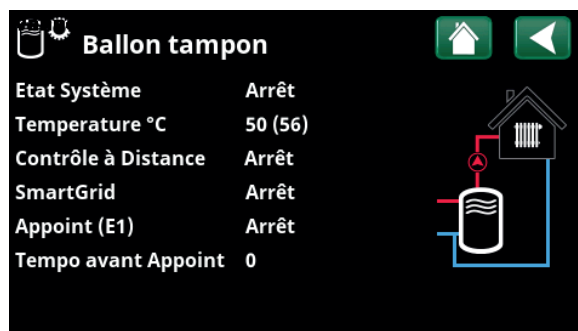 Ballon tampon
Etat Système Arrêt
Temperature °C 50 (56)
Contrôle à Distance Arrêt
SmartGrid Arrêt
Appoint (E1) Arrêt
Tempo avant Appoint 0